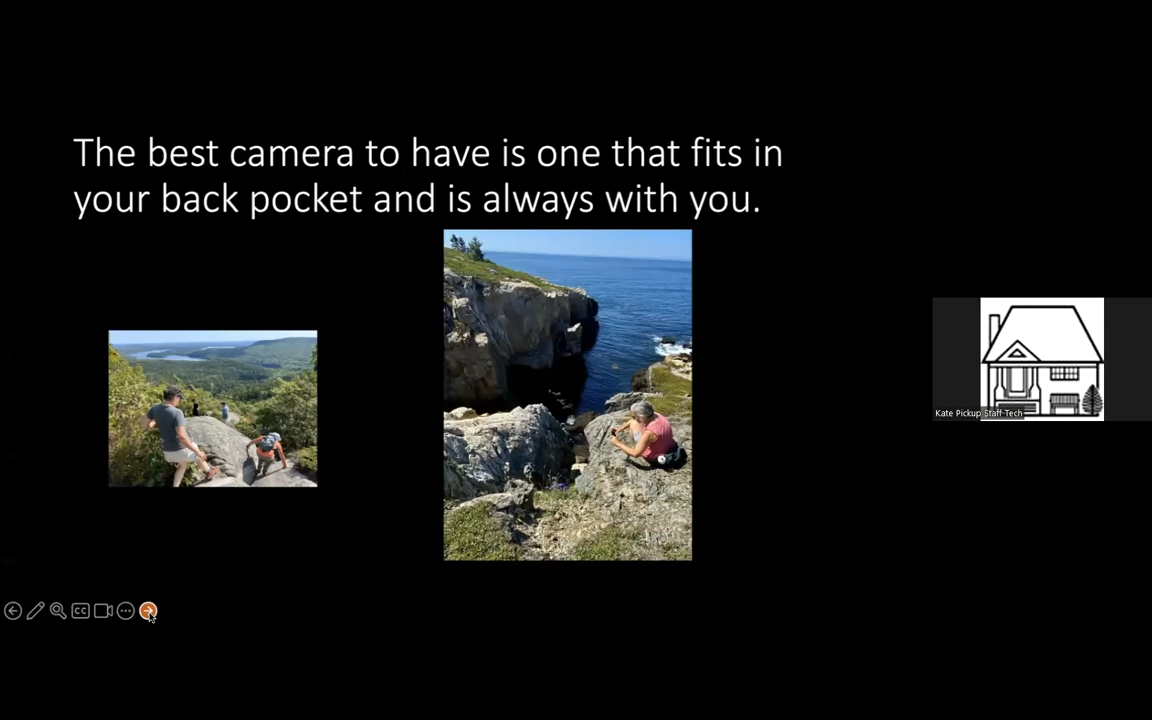 The best camera to have is one that fits in
your back pocket and is always with you.
Kate Pickup Staff Tech
CC